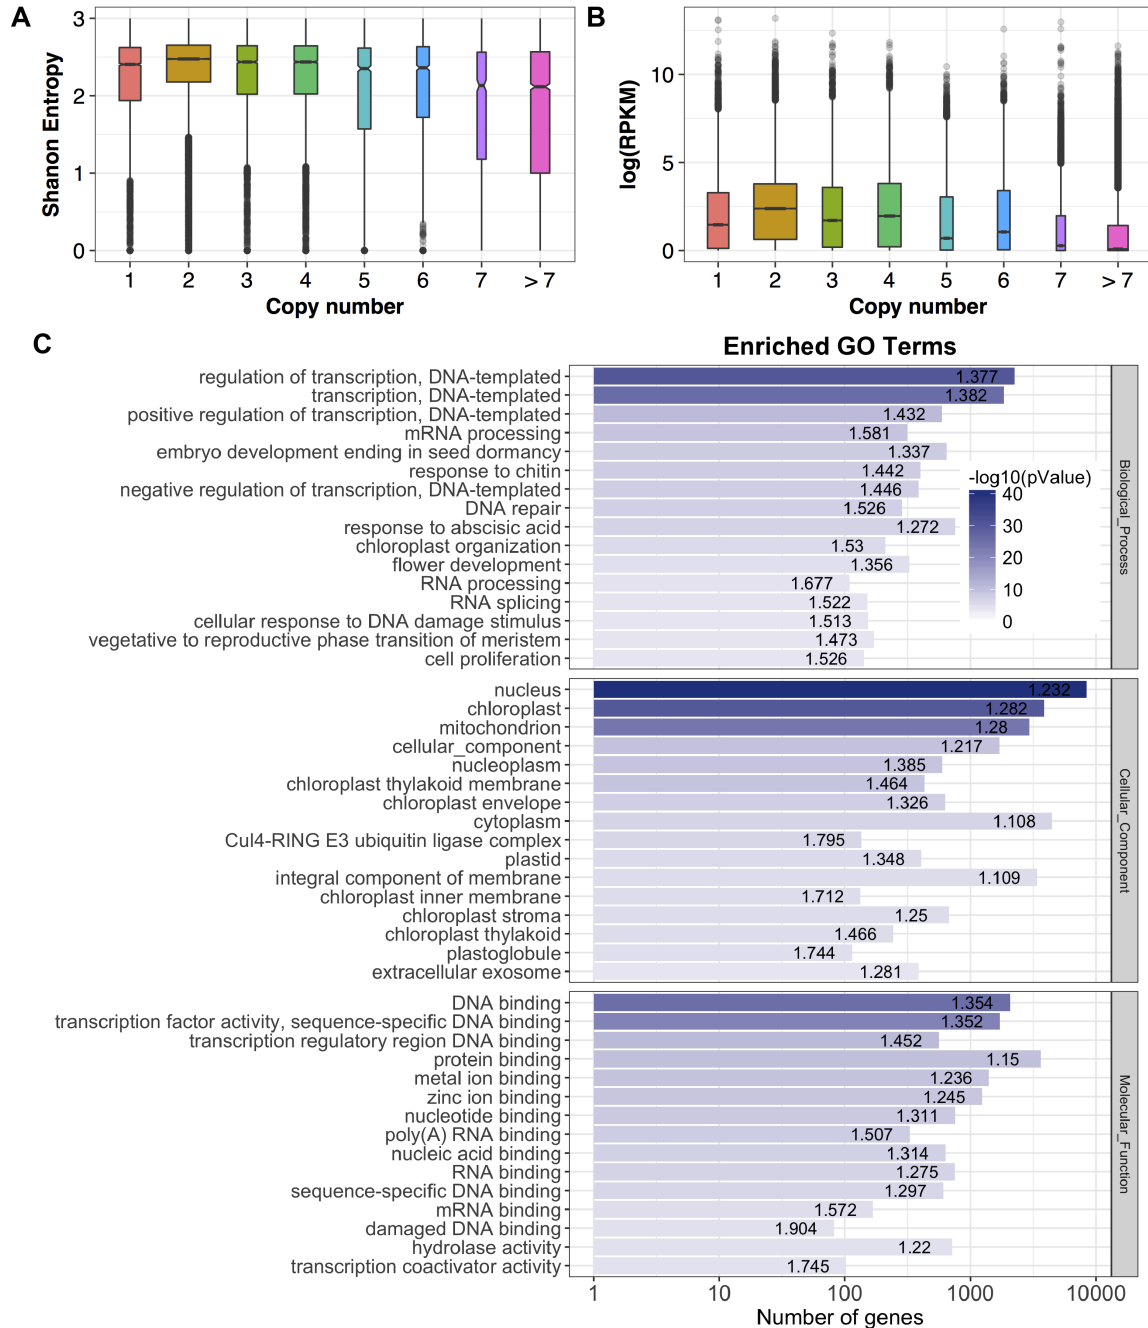 A
Shanon Entropy
3
2
1
0
1 2 3 4 5 6 7 > 7
Copy number
B
log(RPKM)
10
5
0
1 2 3 4 5 6 7 > 7
Copy number
C
Enriched GO Terms
regulation of transcription, DNA-templated 1.377
transcription, DNA-templated 1.382
positive regulation of transcription, DNA-templated 1.432
mRNA processing 1.581
embryo development ending in seed dormancy 1.337
response to chitin 1.442
negative regulation of transcription, DNA-templated 1.446
DNA repair 1.526
response to abscisic acid 1.272
chloroplast organization 1.53
flower development 1.356
RNA processing 1.677
RNA splicing 1.522
cellular response to DNA damage stimulus 1.513
vegetative to reproductive phase transition of meristem 1.473
cell proliferation 1.526
Biological_Process
-log10(pValue)
40
30
20
10
0
nucleus 1.232
chloroplast 1.282
mitochondrion 1.28
cellular_component 1.217
nucleoplasm 1.385
chloroplast thylakoid membrane 1.464
chloroplast envelope 1.326
cytoplasm 1.108
Cul4-RING E3 ubiquitin ligase complex 1.795
plastid 1.348
integral component of membrane 1.109
chloroplast inner membrane 1.712
chloroplast stroma 1.25
chloroplast thylakoid 1.466
plastoglobule 1.744
extracellular exosome 1.281
Cellular_Component
DNA binding 1.354
transcription factor activity, sequence-specific DNA binding 1.352
transcription regulatory region DNA binding 1.452
protein binding 1.15
metal ion binding 1.236
zinc ion binding 1.245
nucleotide binding 1.311
poly(A) RNA binding 1.507
nucleic acid binding 1.314
RNA binding 1.275
sequence-specific DNA binding 1.297
mRNA binding 1.572
damaged DNA binding 1.904
hydrolase activity 1.22
transcription coactivator activity 1.745
Molecular_Function
1 10 100 1000 10000
Number of genes